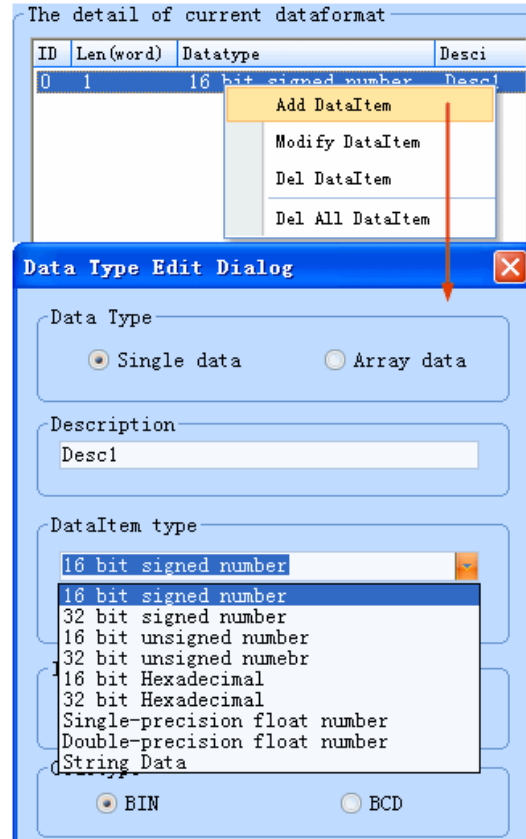 The detail of current dataformat
ID Len(word) Datatype Desci
0 1 16 bit signed number Desc1
Add DataItem
Modify DataItem
Del DataItem
Del All DataItem
Data Type Edit Dialog
Data Type
Single data Array data
Description
Desc1
DataItem type
16 bit signed number
16 bit signed number
32 bit signed number
16 bit unsigned number
32 bit unsigned numebr
16 bit Hexadecimal
32 bit Hexadecimal
Single-precision float number
Double-precision float number
String Data
BIN BCD